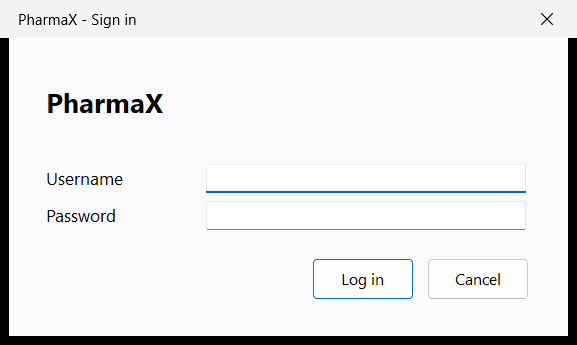 PharmaX - Sign in
PharmaX
Username
Password
Log in
Cancel